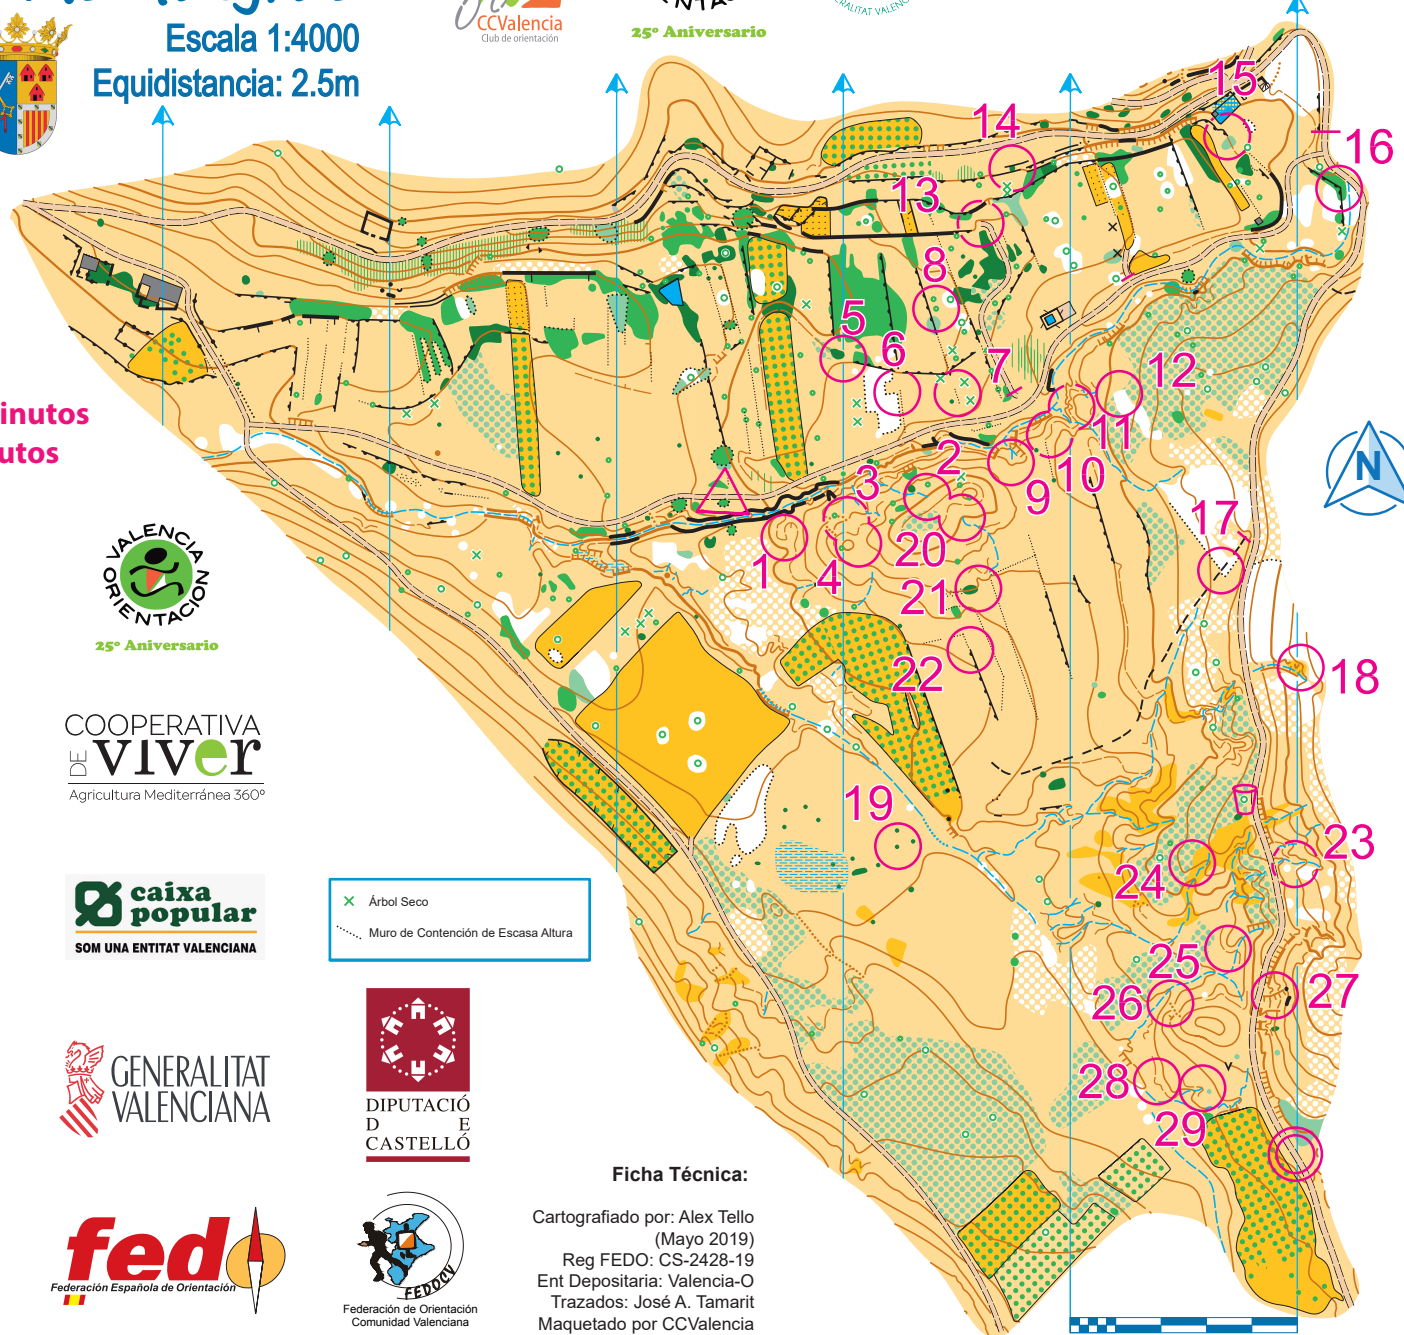 Escala 1:4000
Equidistancia: 2.5m
CCValencia
Club de orientación
25º Aniversario
15
14
16
13
8
5
6
7
12
inutos
utos
11
2
10
3
9
N
17
20
1
4
21
VALENCIA
ORIENTACION
25º Aniversario
22
18
COOPERATIVA
DE viver
Agricultura Mediterránea 360º
19
23
24
caixa
popular
SOM UNA ENTITAT VALENCIANA
Árbol Seco
Muro de Contención de Escasa Altura
25
26
27
GENERALITAT
VALENCIANA
28
DIPUTACIÓ
D E
CASTELLÓ
29
Ficha Técnica:
Cartografiado por: Alex Tello
(Mayo 2019)
Reg FEDO: CS-2428-19
Ent Depositaria: Valencia-O
Trazados: José A. Tamarit
Maquetado por CCValencia
fedo
Federación Española de Orientación
FEDOCV
Federación de Orientación
Comunidad Valenciana